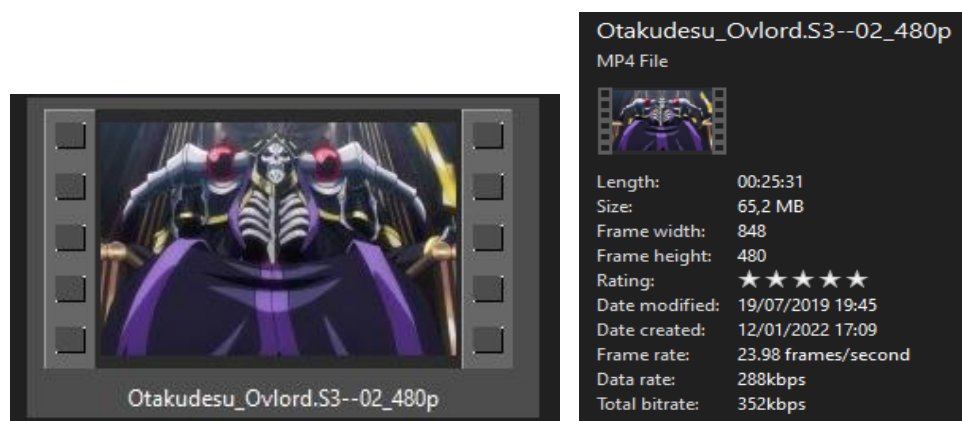 Otakudesu_Ovlord.S3--02_480p
Otakudesu_Ovlord.S3--02_480p
MP4 File
Length: 00:25:31
Size: 65,2 MB
Frame width: 848
Frame height: 480
Rating: ★★★★★
Date modified: 19/07/2019 19:45
Date created: 12/01/2022 17:09
Frame rate: 23.98 frames/second
Data rate: 288kbps
Total bitrate: 352kbps